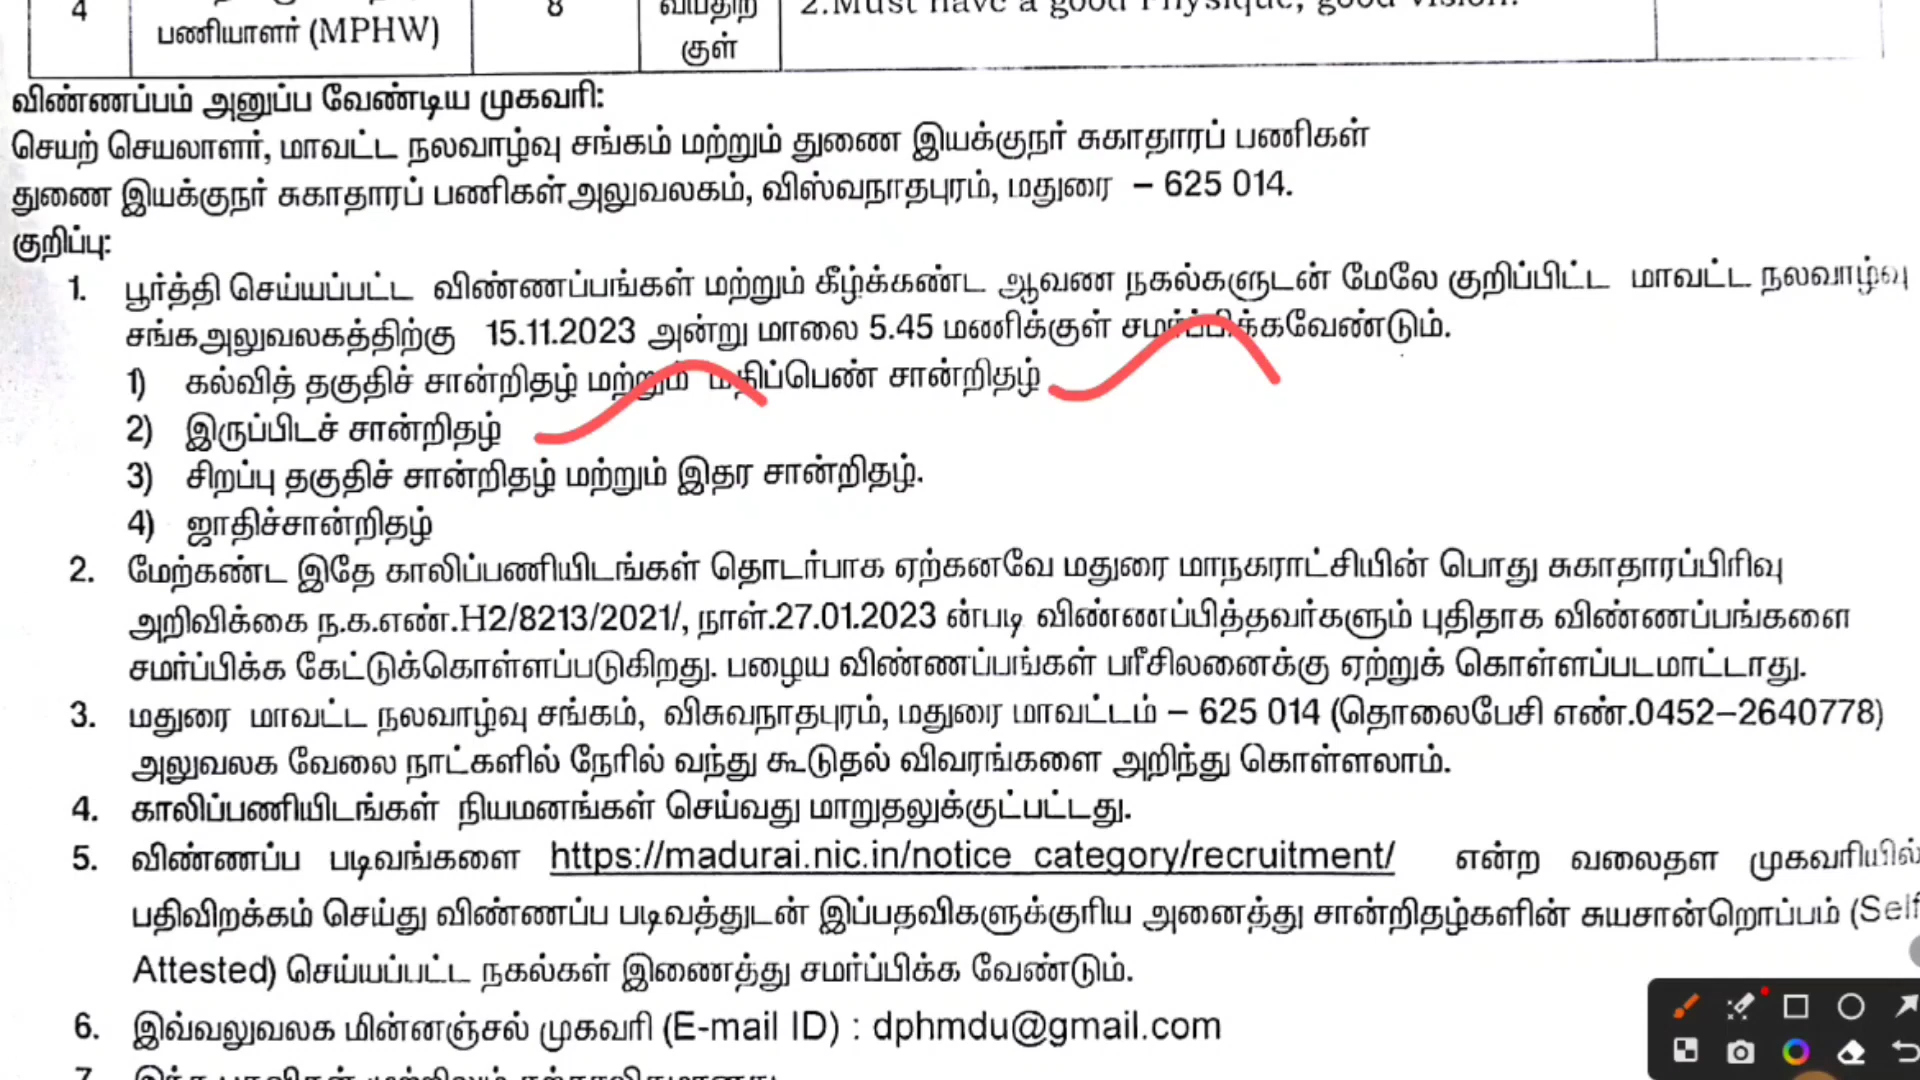 4 8 வயதிற் 2.Must have a good Physique, good vision.
பணியாளர் (MPHW) குள்
விண்ணப்பம் அனுப்ப வேண்டிய முகவரி:
செயற் செயலாளர், மாவட்ட நலவாழ்வு சங்கம் மற்றும் துணை இயக்குநர் சுகாதாரப் பணிகள்
துணை இயக்குநர் சுகாதாரப் பணிகள்அலுவலகம், விஸ்வநாதபுரம், மதுரை – 625 014.
குறிப்பு:
1. பூர்த்தி செய்யப்பட்ட விண்ணப்பங்கள் மற்றும் கீழ்க்கண்ட ஆவண நகல்களுடன் மேலே குறிப்பிட்ட மாவட்ட நலவாழ்வு
சங்கஅலுவலகத்திற்கு 15.11.2023 அன்று மாலை 5.45 மணிக்குள் சமர்ப்பிக்கவேண்டும்.
1) கல்வித் தகுதிச் சான்றிதழ் மற்றும் மதிப்பெண் சான்றிதழ்
2) இருப்பிடச் சான்றிதழ்
3) சிறப்பு தகுதிச் சான்றிதழ் மற்றும் இதர சான்றிதழ்.
4) ஜாதிச்சான்றிதழ்
2. மேற்கண்ட இதே காலிப்பணியிடங்கள் தொடர்பாக ஏற்கனவே மதுரை மாநகராட்சியின் பொது சுகாதாரப்பிரிவு
அறிவிக்கை ந.க.எண்.H2/8213/2021/, நாள்.27.01.2023 ன்படி விண்ணப்பித்தவர்களும் புதிதாக விண்ணப்பங்களை
சமர்ப்பிக்க கேட்டுக்கொள்ளப்படுகிறது. பழைய விண்ணப்பங்கள் பரீசிலனைக்கு ஏற்றுக் கொள்ளப்படமாட்டாது.
3. மதுரை மாவட்ட நலவாழ்வு சங்கம், விசுவநாதபுரம், மதுரை மாவட்டம் – 625 014 (தொலைபேசி எண்.0452–2640778)
அலுவலக வேலை நாட்களில் நேரில் வந்து கூடுதல் விவரங்களை அறிந்து கொள்ளலாம்.
4. காலிப்பணியிடங்கள் நியமனங்கள் செய்வது மாறுதலுக்குட்பட்டது.
5. விண்ணப்ப படிவங்களை https://madurai.nic.in/notice_category/recruitment/ என்ற வலைதள முகவரியில்
பதிவிறக்கம் செய்து விண்ணப்ப படிவத்துடன் இப்பதவிகளுக்குரிய அனைத்து சான்றிதழ்களின் சுயசான்றொப்பம் (Self
Attested) செய்யப்பட்ட நகல்கள் இணைத்து சமர்ப்பிக்க வேண்டும்.
6. இவ்வலுவலக மின்னஞ்சல் முகவரி (E-mail ID) : dphmdu@gmail.com
7.